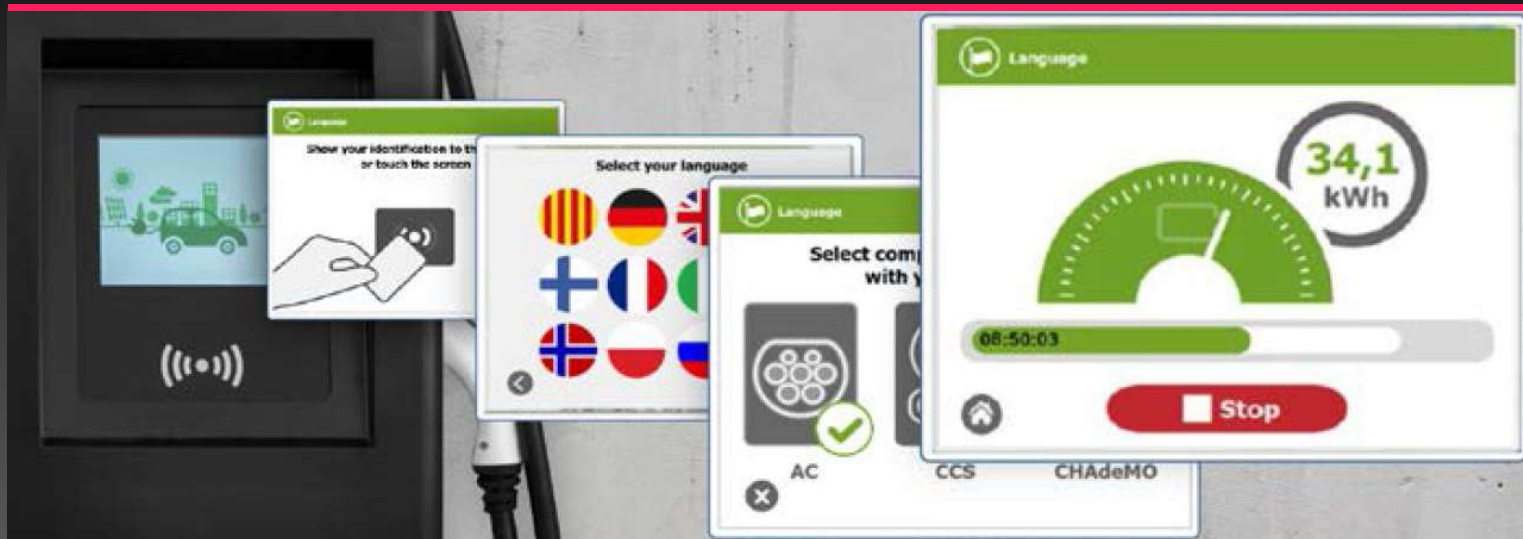 Language
Show your identification to th
or touch the screen
Select your language
Language
Select com
with y
AC
CCS
CHAdeMO
Language
34,1
kWh
08:50:03
Stop